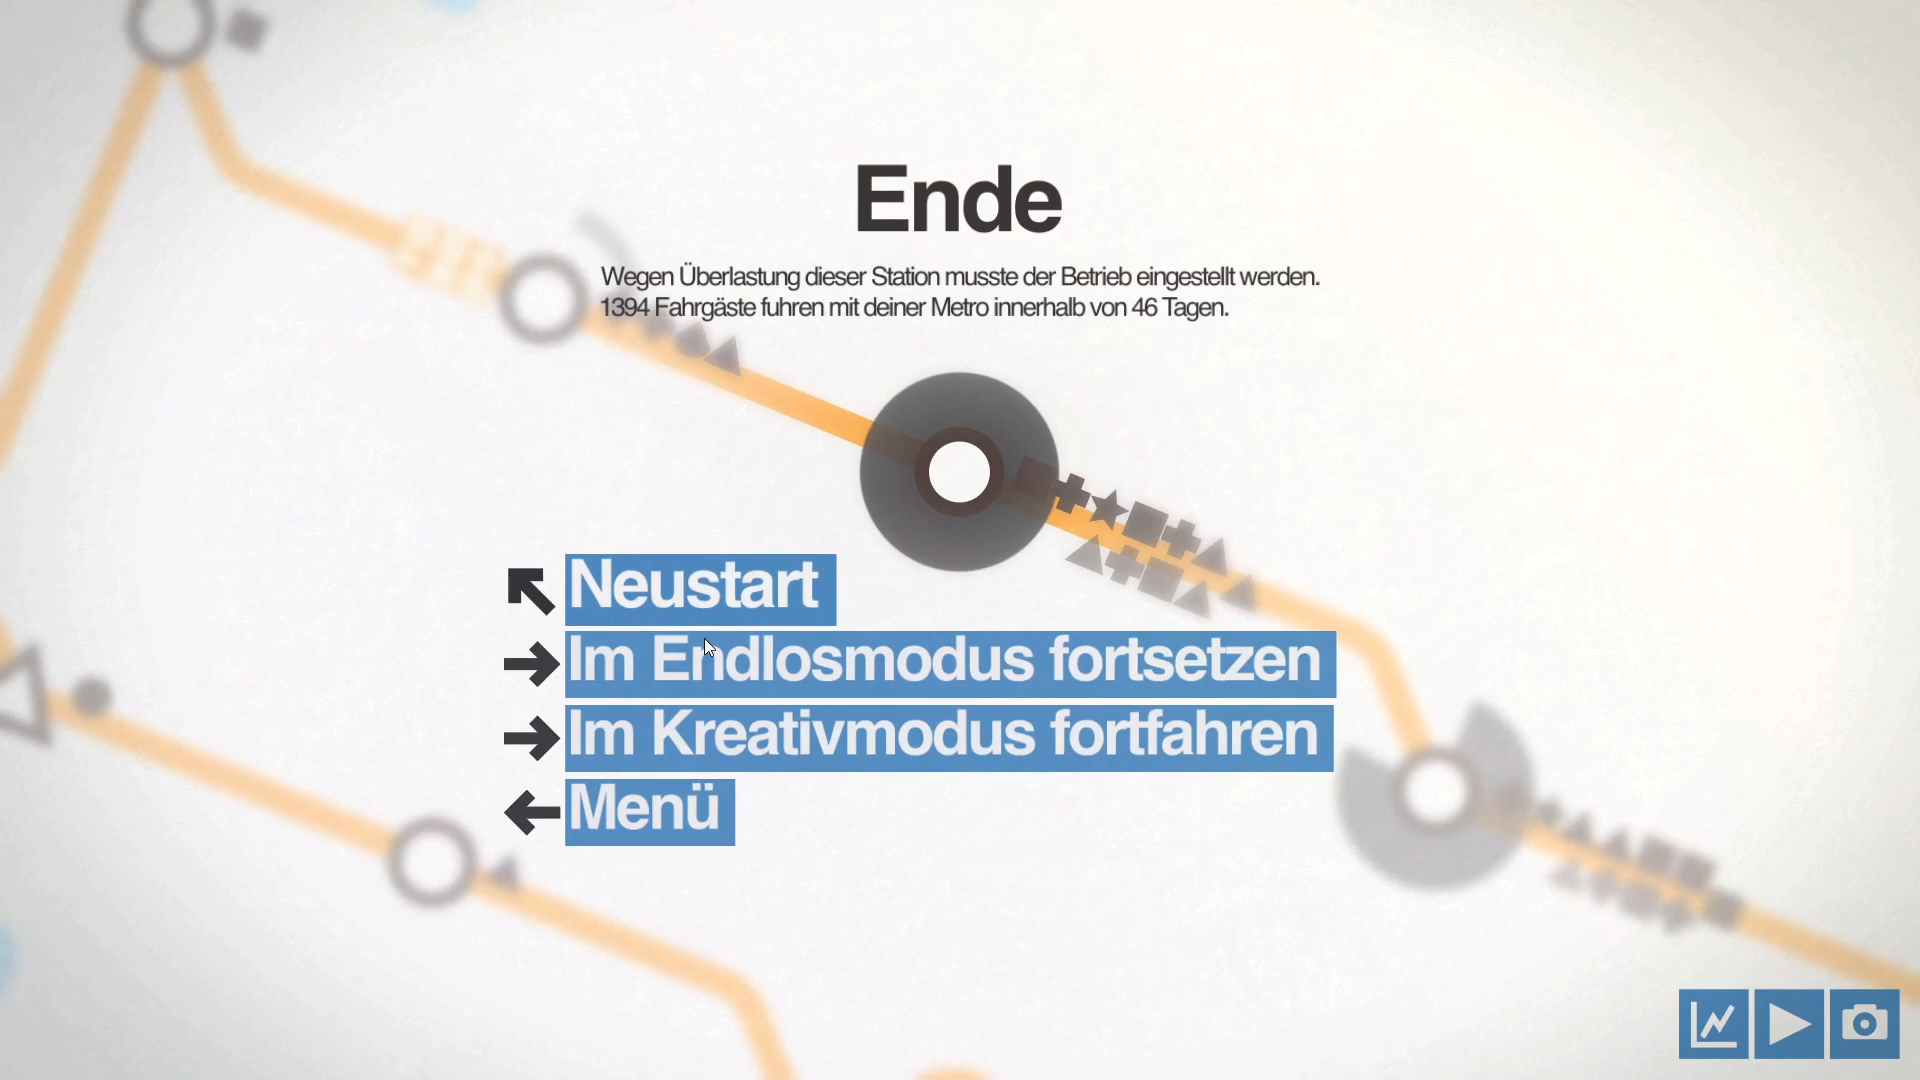 Ende
Wegen Überlastung dieser Station musste der Betrieb eingestellt werden.
1394 Fahrgäste fuhren mit deiner Metro innerhalb von 46 Tagen.
Neustart
Im Endlosmodus fortsetzen
Im Kreativmodus fortfahren
Menü